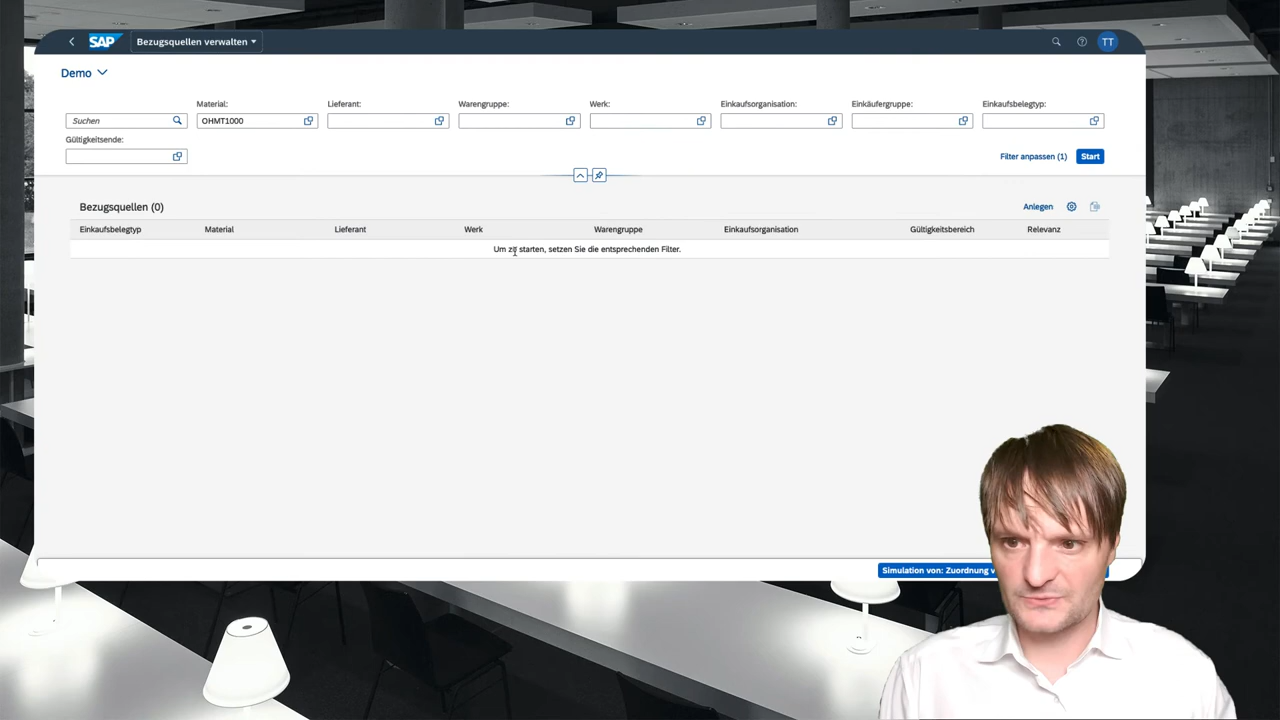 SAP Bezugsquellen verwalten TT
Demo
Material: Lieferant: Warengruppe: Werk: Einkaufsorganisation: Einkäufergruppe: Einkaufsbelegtyp:
Suchen OHMT1000
Gültigkeitsende:
Filter anpassen (1) Start
Bezugsquellen (0) Anlegen
Einkaufsbelegtyp Material Lieferant Werk Warengruppe Einkaufsorganisation Gültigkeitsbereich Relevanz
Um zu starten, setzen Sie die entsprechenden Filter.
Simulation von: Zuordnung